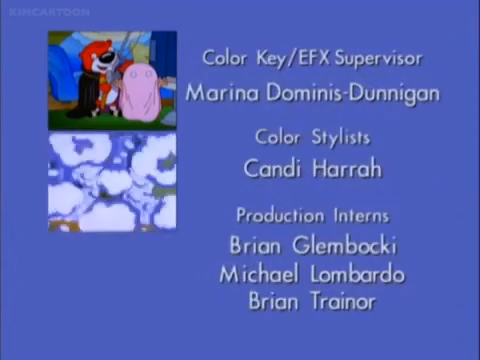 KIMCARTOON
Color Key/EFX Supervisor
Marina Dominis-Dunnigan
Color Stylists
Candi Harrah
Production Interns
Brian Glembocki
Michael Lombardo
Brian Trainor